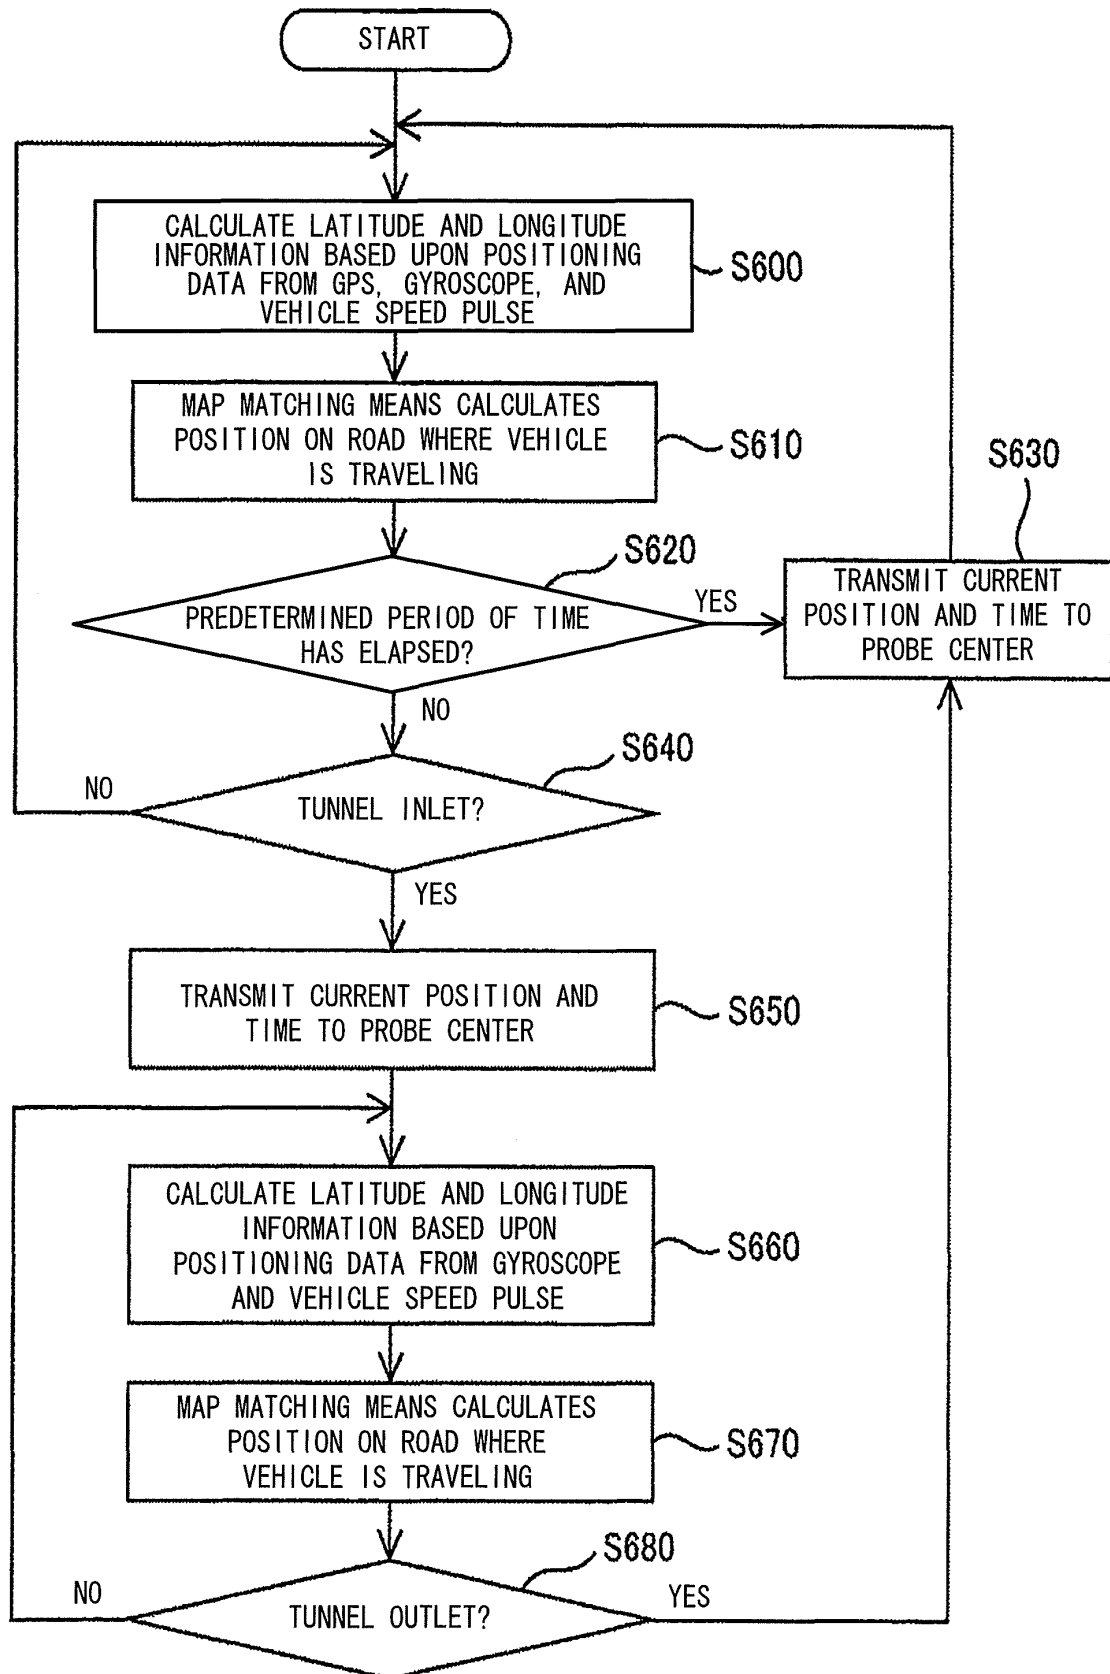 START
CALCULATE LATITUDE AND LONGITUDE
INFORMATION BASED UPON POSITIONING
DATA FROM GPS, GYROSCOPE, AND
VEHICLE SPEED PULSE
S600
MAP MATCHING MEANS CALCULATES
POSITION ON ROAD WHERE VEHICLE
IS TRAVELING
S610
S630
S620
PREDETERMINED PERIOD OF TIME
HAS ELAPSED?
YES
TRANSMIT CURRENT
POSITION AND TIME TO
PROBE CENTER
NO
S640
NO
TUNNEL INLET?
YES
TRANSMIT CURRENT POSITION AND
TIME TO PROBE CENTER
S650
CALCULATE LATITUDE AND LONGITUDE
INFORMATION BASED UPON
POSITIONING DATA FROM GYROSCOPE
AND VEHICLE SPEED PULSE
S660
MAP MATCHING MEANS CALCULATES
POSITION ON ROAD WHERE
VEHICLE IS TRAVELING
S670
S680
NO
TUNNEL OUTLET?
YES